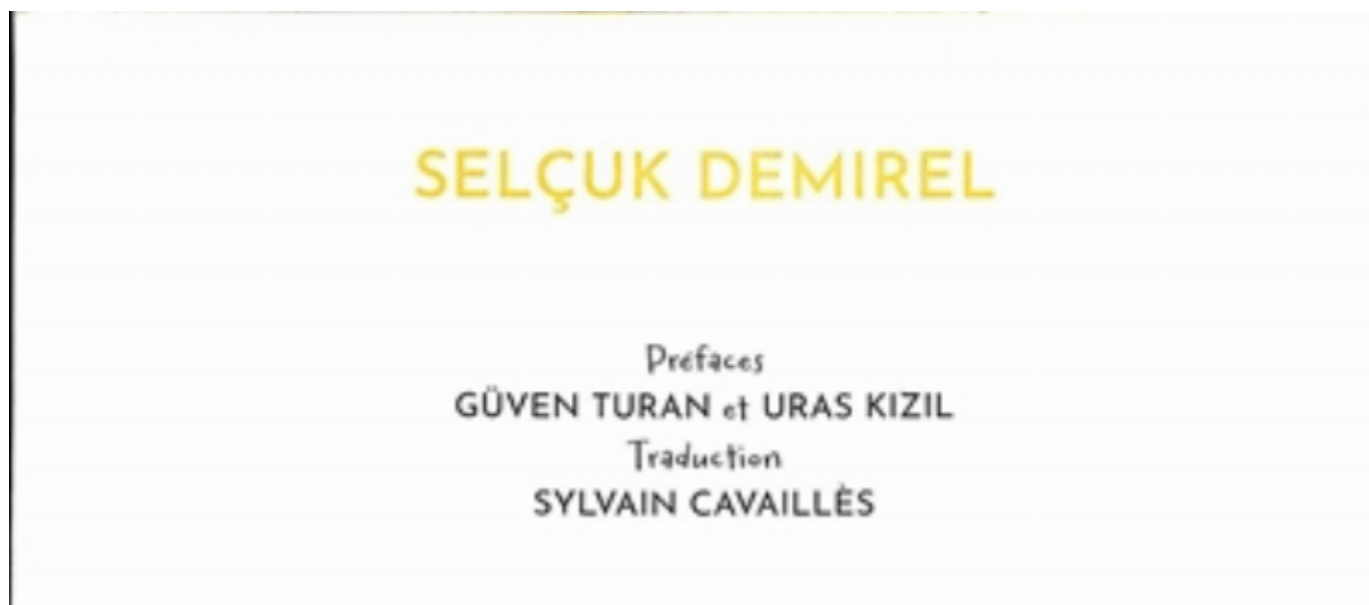 SELÇUK DEMIREL
Préfaces
GÜVEN TURAN et URAS KIZIL
Traduction
SYLVAIN CAVAILLÈS